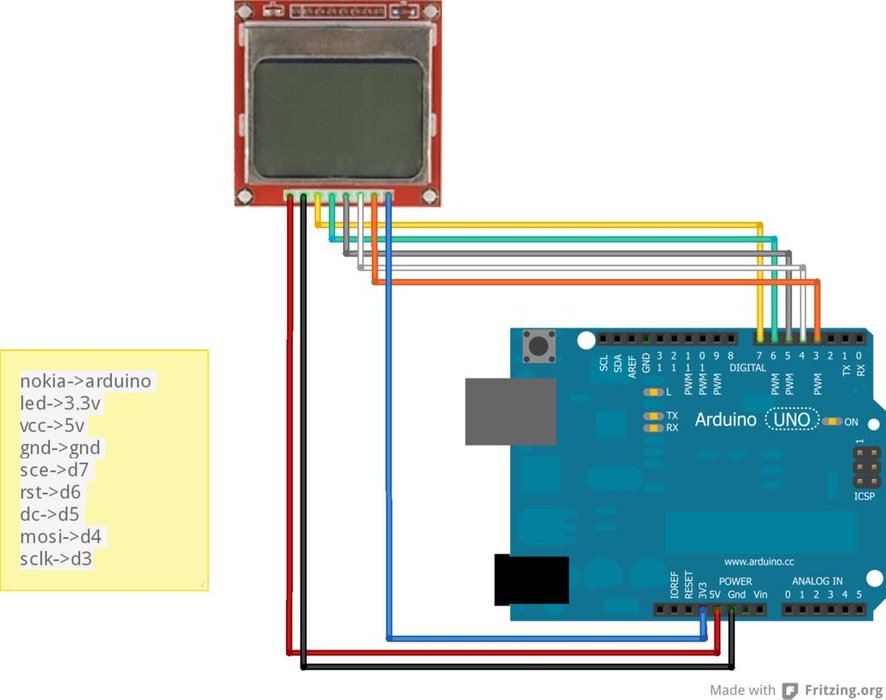 nokia->arduino
led->3.3v
vcc->5v
gnd->gnd
sce->d7
rst->d6
dc->d5
mosi->d4
sclk->d3
SCL SDA AREF GND 13 12 PWM 11 PWM 10 PWM 9 8 7 PWM 6 PWM 5 4 PWM 3 2 TX 1 RX 0
DIGITAL
L
TX
RX
Arduino UNO ON
1
ICSP
www.arduino.cc
POWER ANALOG IN
IOREF RESET 3V3 5V Gnd Vin 0 1 2 3 4 5
Made with Fritzing.org